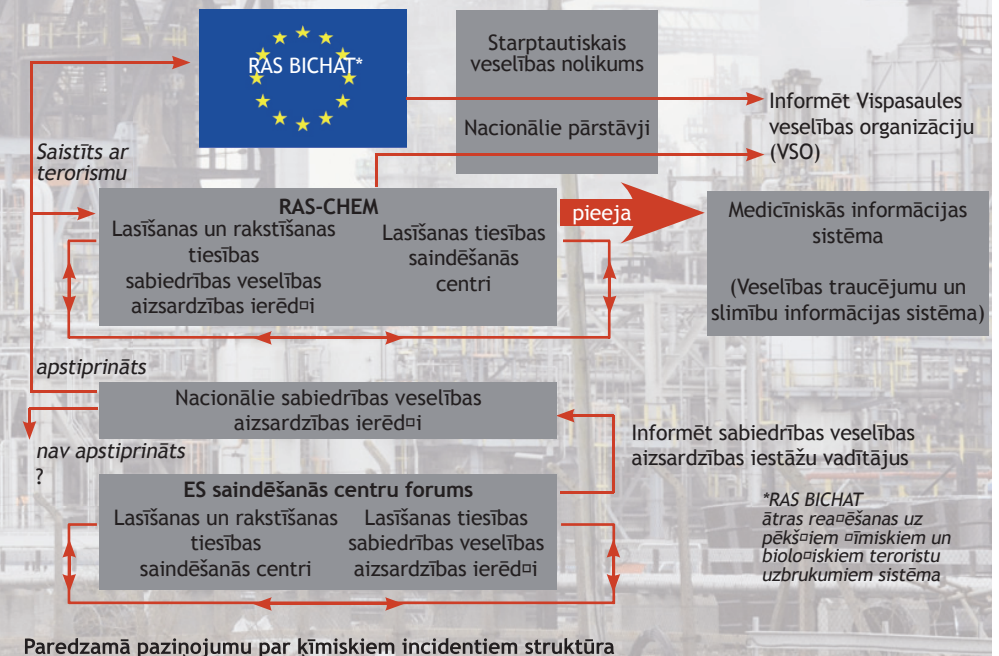 RAS BICHAT*
Starptautiskais
veselības nolikums
Nacionālie pārstāvji
Informēt Vispasaules
veselības organizāciju
(VSO)
Saistīts ar
terorismu
RAS-CHEM
Lasīšanas un rakstīšanas
tiesības
sabiedrības veselības
aizsardzības ierēd¤i
Lasīšanas tiesības
saindēšanās
centri
pieeja
Medicīniskās informācijas
sistēma
(Veselības traucējumu un
slimību informācijas sistēma)
apstiprināts
Nacionālie sabiedrības veselības
aizsardzības ierēd¤i
nav apstiprināts
?
Informēt sabiedrības veselības
aizsardzības iestāžu vadītājus
ES saindēšanās centru forums
Lasīšanas un rakstīšanas
tiesības
saindēšanās centri
Lasīšanas tiesības
sabiedrības veselības
aizsardzības ierēd¤i
*RAS BICHAT
ātras rea¤ēšanas uz
pēkš¤iem ¤īmiskiem un
biolo¤iskiem teroristu
uzbrukumiem sistēma
Paredzamā paziņojumu par ķīmiskiem incidentiem struktūra